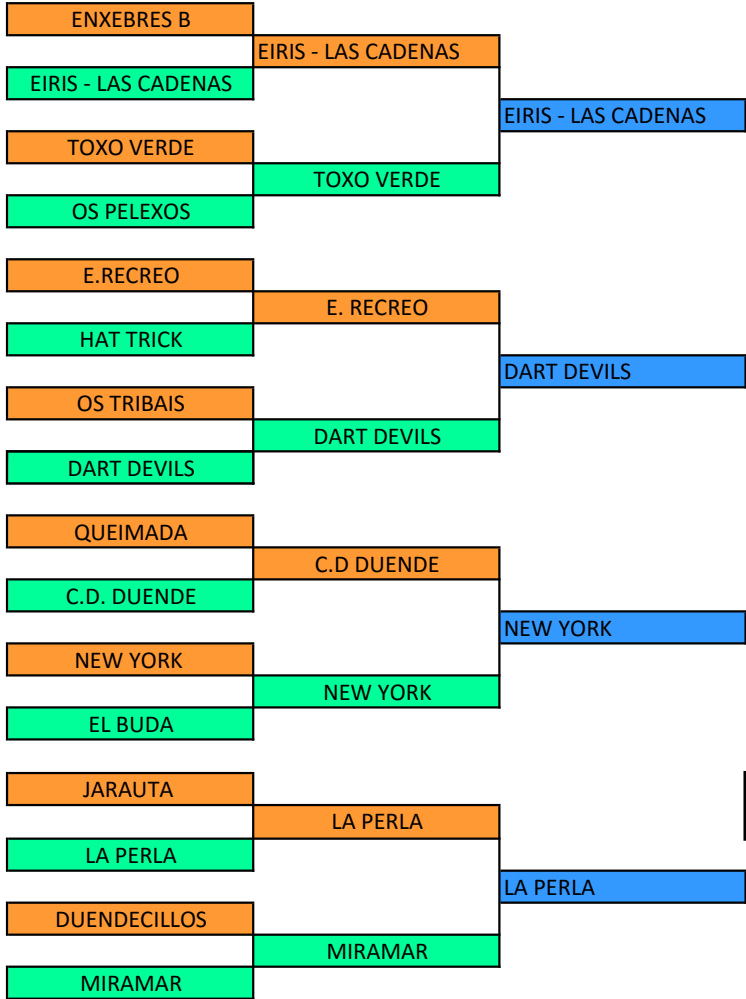 ENXEBRES B
EIRIS - LAS CADENAS
EIRIS - LAS CADENAS
EIRIS - LAS CADENAS
TOXO VERDE
TOXO VERDE
OS PELEXOS
E.RECREO
E. RECREO
HAT TRICK
DART DEVILS
OS TRIBAIS
DART DEVILS
DART DEVILS
QUEIMADA
C.D DUENDE
C.D. DUENDE
NEW YORK
NEW YORK
NEW YORK
EL BUDA
JARAUTA
LA PERLA
LA PERLA
LA PERLA
DUENDECILLOS
MIRAMAR
MIRAMAR